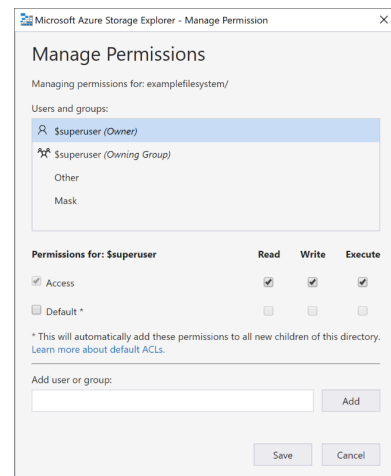 Microsoft Azure Storage Explorer - Manage Permission
Manage Permissions
Managing permissions for: examplefilesystem/
Users and groups:
$superuser (Owner)
$superuser (Owning Group)
Other
Mask
Permissions for: $superuser Read Write Execute
Access
Default *
* This will automatically add these permissions to all new children of this directory.
Learn more about default ACLs.
Add user or group:
Add
Save Cancel